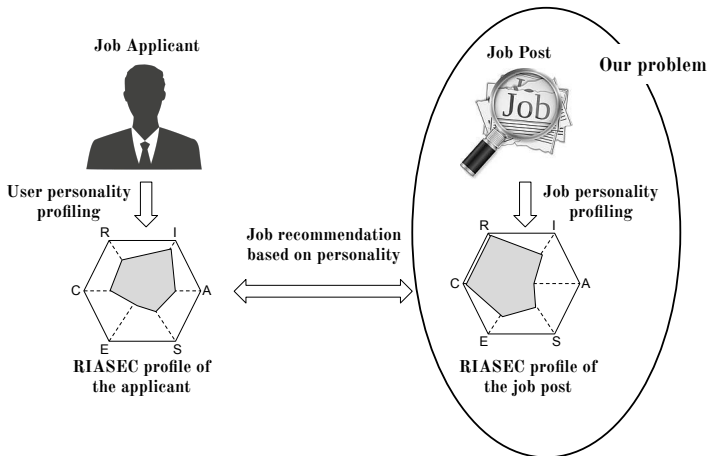 Job Applicant
Job Post
Our problem
Job
User personality
profiling
Job personality
profiling
R
I
C
A
E
S
Job recommendation
based on personality
R
I
C
A
E
S
RIASEC profile of
the applicant
RIASEC profile of
the job post